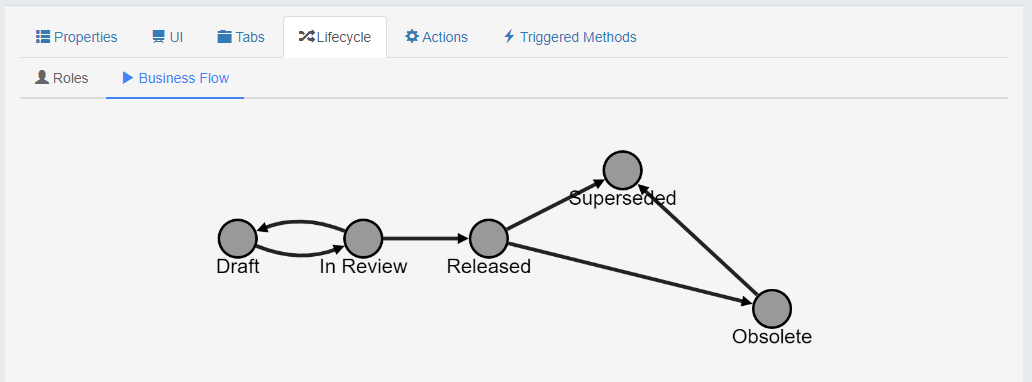 Properties UI Tabs Lifecycle Actions Triggered Methods
Roles Business Flow
Superseded
Draft In Review Released
Obsolete